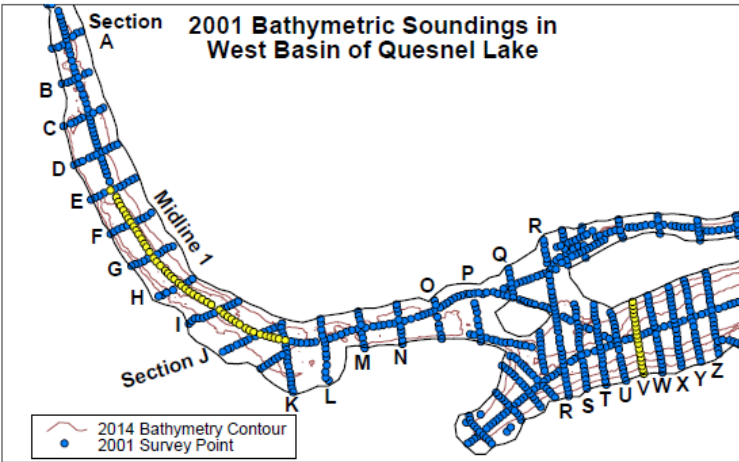 2001 Bathymetric Soundings in
West Basin of Quesnel Lake
Section
A
B
C
D
E
F
G
H
I
Section J
Midline 1
K
L
M
N
O
P
Q
R
R
S
T
U
V
W
X
Y
Z
2014 Bathymetry Contour
2001 Survey Point